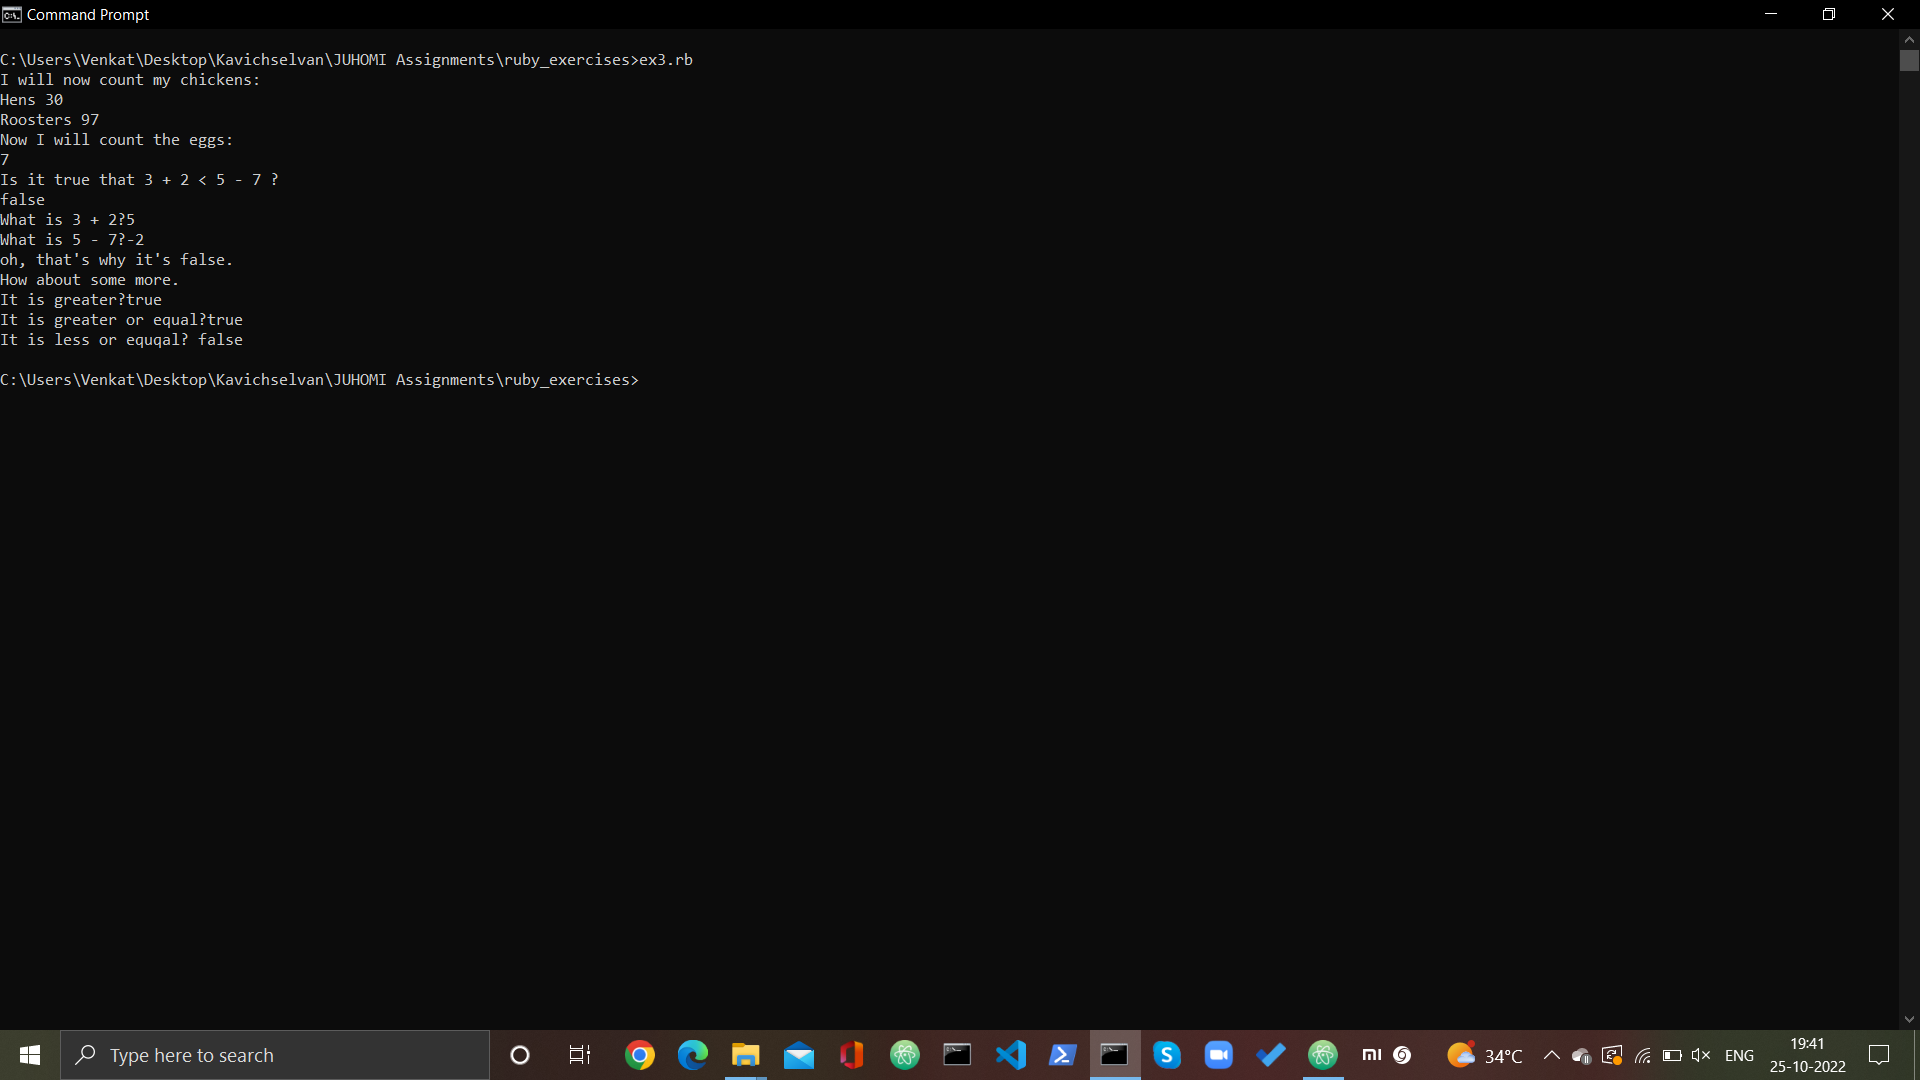 Command Prompt
C:\Users\Venkat\Desktop\Kavichselvan\JUHOMI Assignments\ruby_exercises>ex3.rb
I will now count my chickens:
Hens 30
Roosters 97
Now I will count the eggs:
7
Is it true that 3 + 2 < 5 - 7 ?
false
What is 3 + 2?5
What is 5 - 7?-2
oh, that's why it's false.
How about some more.
It is greater?true
It is greater or equal?true
It is less or equqal? false
C:\Users\Venkat\Desktop\Kavichselvan\JUHOMI Assignments\ruby_exercises>
Type here to search
34°C
ENG
19:41
25-10-2022